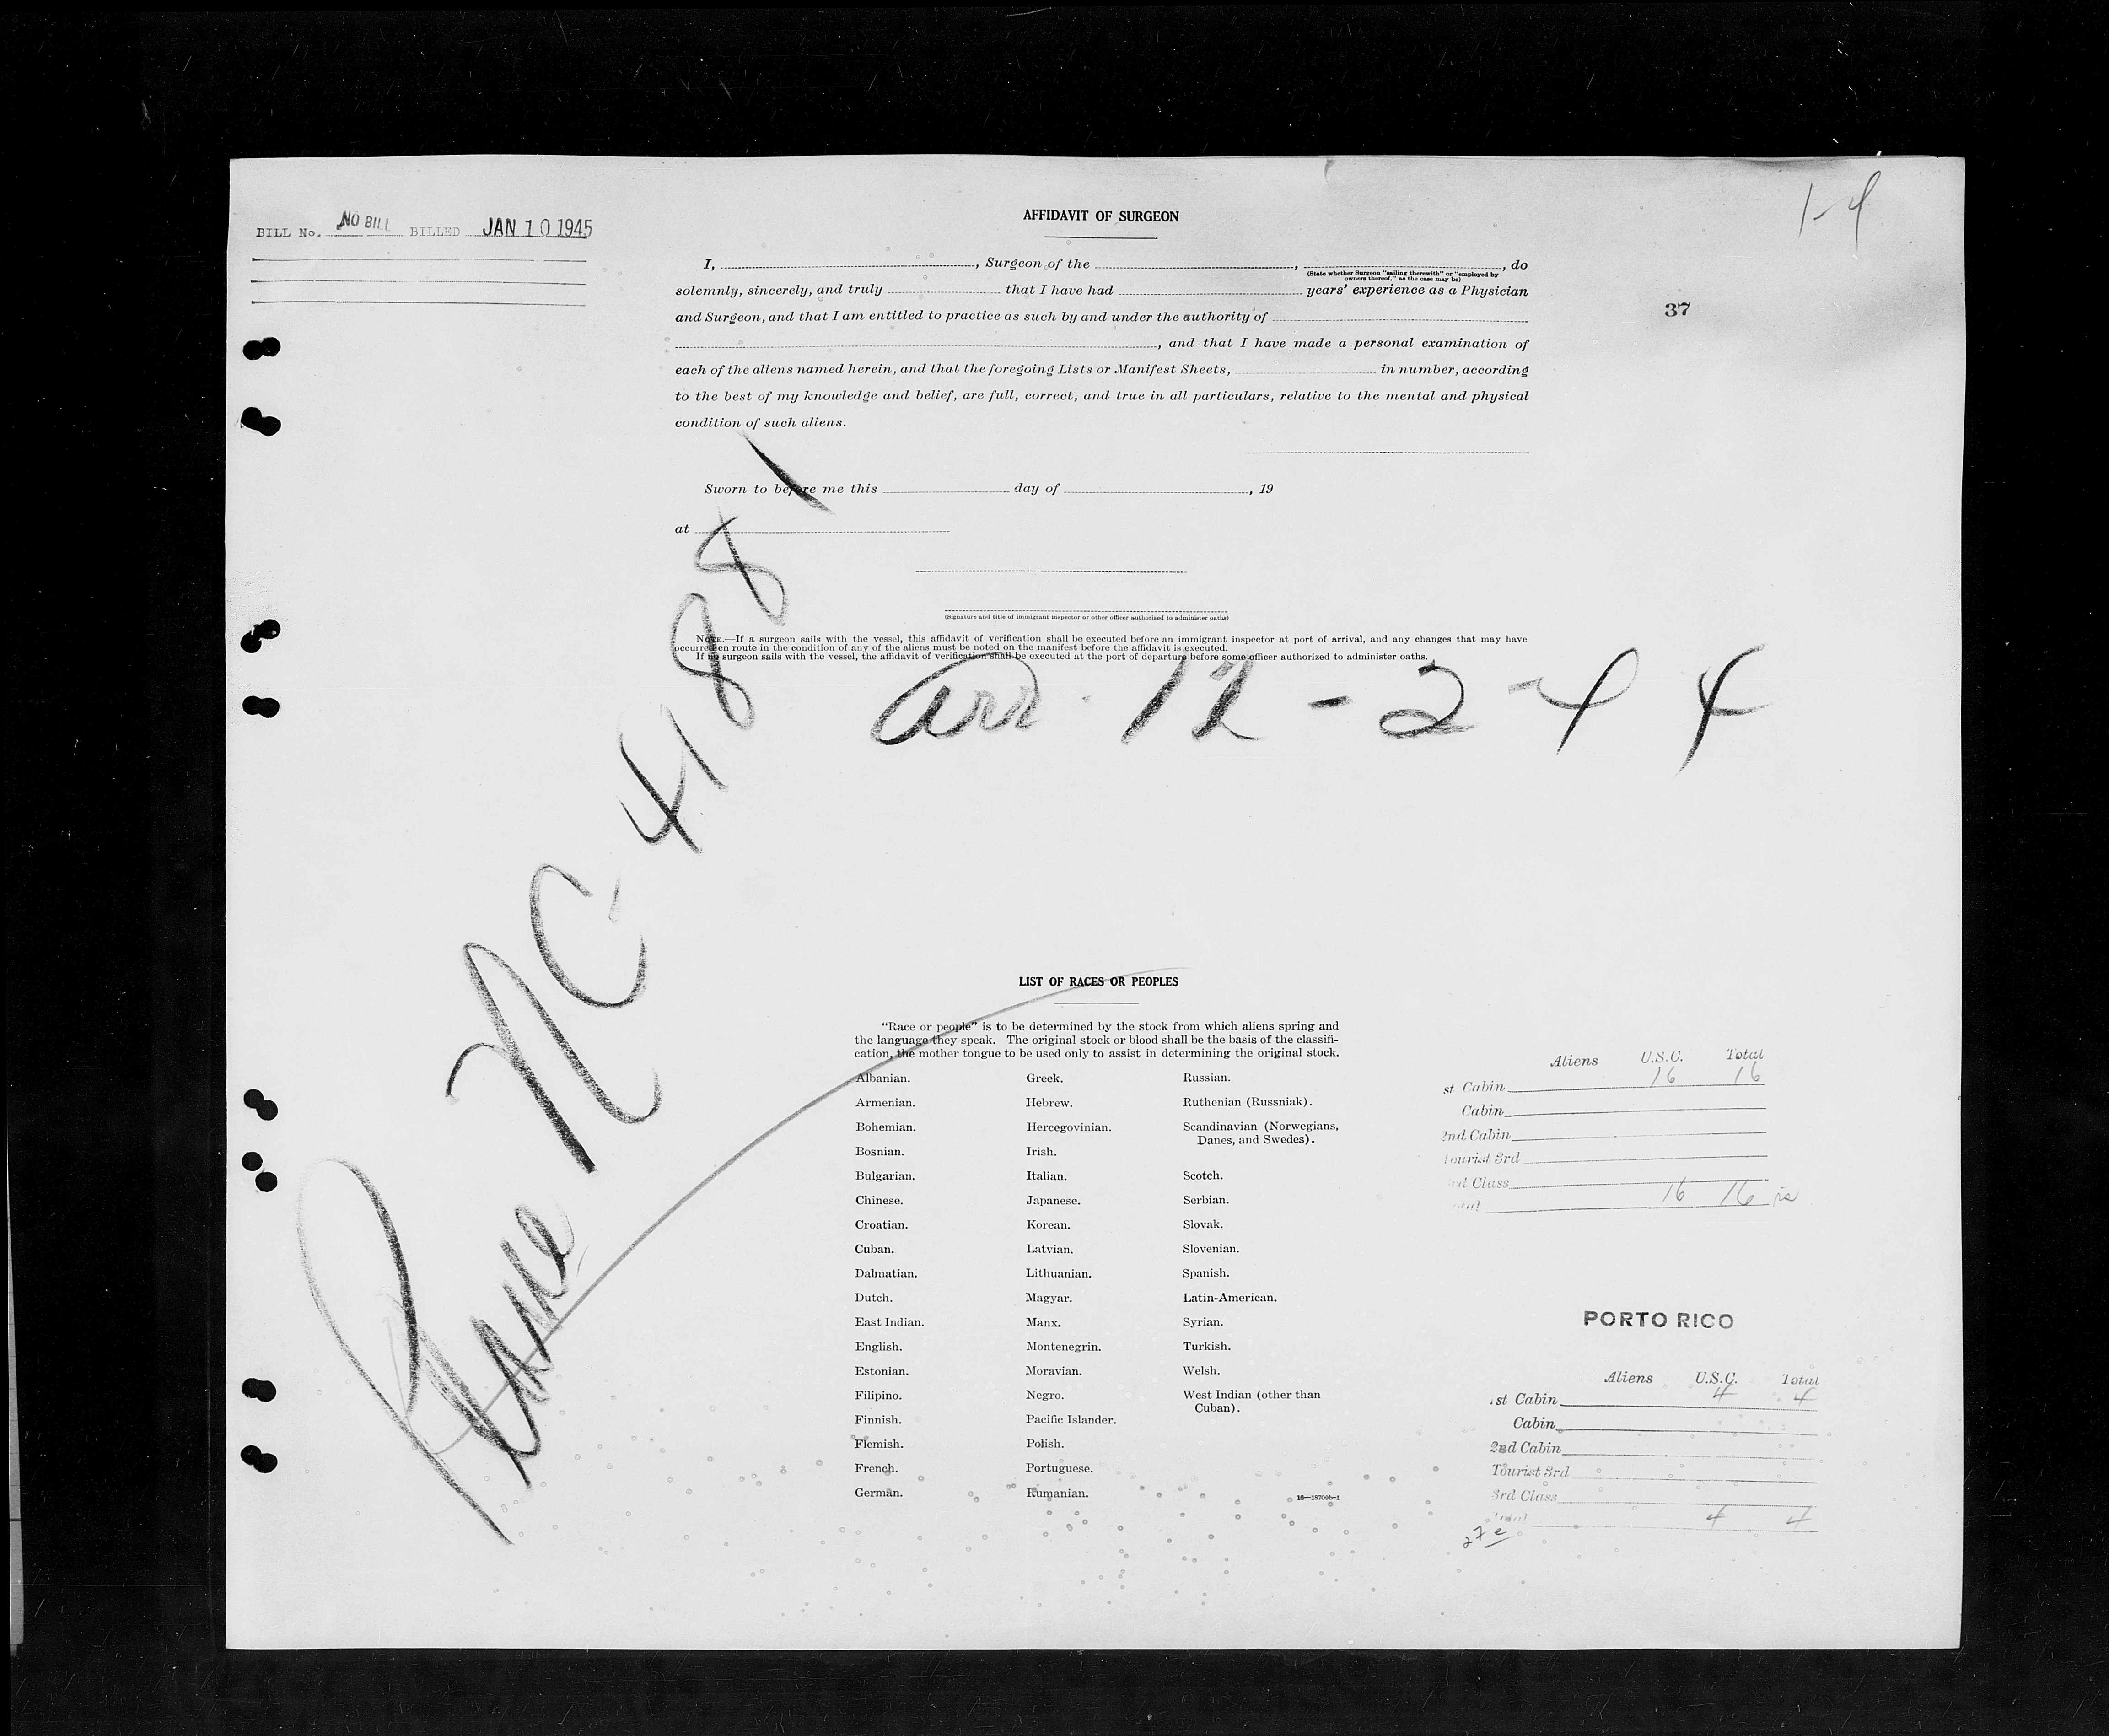 1-4
BILL No. NO BILL BILLED JAN 10 1945
AFFIDAVIT OF SURGEON
I, , Surgeon of the , , do
(State whether Surgeon "sailing therewith" or "employed by
owners thereof," as the case may be)
solemnly, sincerely, and truly that I have had years' experience as a Physician
37
and Surgeon, and that I am entitled to practice as such by and under the authority of
, and that I have made a personal examination of
each of the aliens named herein, and that the foregoing Lists or Manifest Sheets, in number, according
to the best of my knowledge and belief, are full, correct, and true in all particulars, relative to the mental and physical
condition of such aliens.
Sworn to before me this day of , 19
at
(Signature and title of immigrant inspector or other officer authorized to administer oaths)
NOTE.—If a surgeon sails with the vessel, this affidavit of verification shall be executed before an immigrant inspector at port of arrival, and any changes that may have
occurred en route in the condition of any of the aliens must be noted on the manifest before the affidavit is executed.
If no surgeon sails with the vessel, the affidavit of verification shall be executed at the port of departure before some officer authorized to administer oaths.
arr. 12-2-44
Plane NC 41881
LIST OF RACES OR PEOPLES
"Race or people" is to be determined by the stock from which aliens spring and
the language they speak. The original stock or blood shall be the basis of the classifi-
cation, the mother tongue to be used only to assist in determining the original stock.
Albanian.
Armenian.
Bohemian.
Bosnian.
Bulgarian.
Chinese.
Croatian.
Cuban.
Dalmatian.
Dutch.
East Indian.
English.
Estonian.
Filipino.
Finnish.
Flemish.
French.
German.
Greek.
Hebrew.
Hercegovinian.
Irish.
Italian.
Japanese.
Korean.
Latvian.
Lithuanian.
Magyar.
Manx.
Montenegrin.
Moravian.
Negro.
Pacific Islander.
Polish.
Portuguese.
Rumanian.
Russian.
Ruthenian (Russniak).
Scandinavian (Norwegians,
Danes, and Swedes).
Scotch.
Serbian.
Slovak.
Slovenian.
Spanish.
Latin-American.
Syrian.
Turkish.
Welsh.
West Indian (other than
Cuban).
Aliens U.S.C. Total
st Cabin 16 16
Cabin
2nd Cabin
Tourist 3rd
rd Class
tal 16 16
PORTO RICO
Aliens U.S.C. Total
1st Cabin 4 4
Cabin
2nd Cabin
Tourist 3rd
3rd Class
Total 4 4